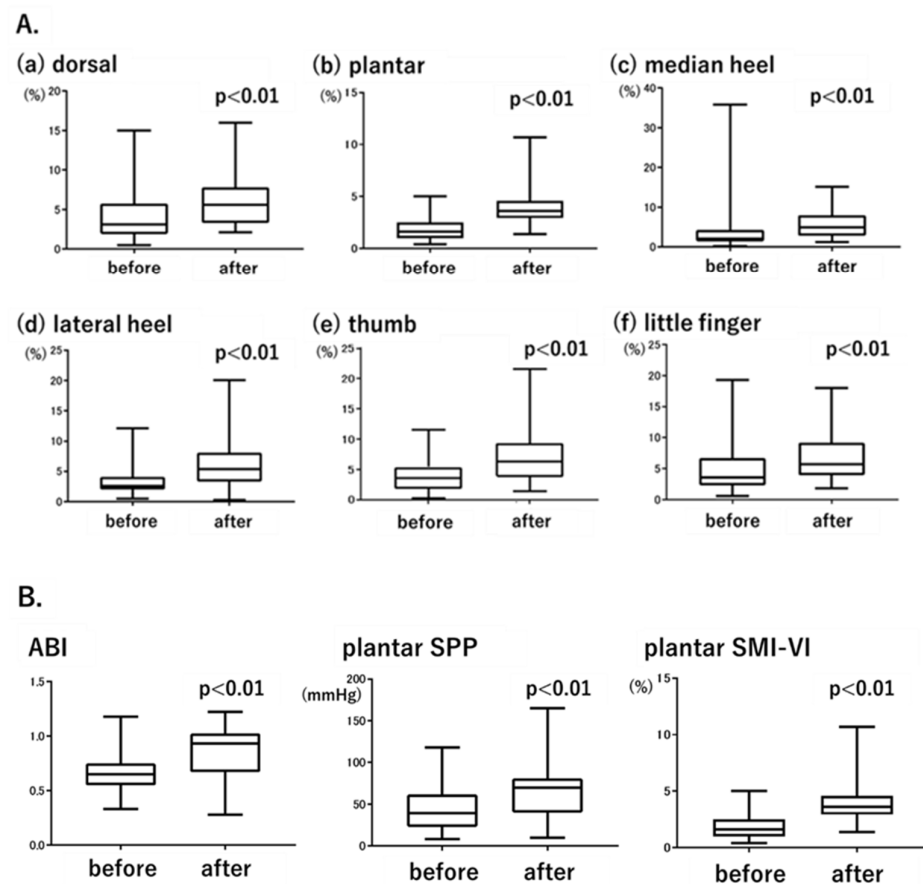 A.
(a) dorsal
(%)
20
15
10
5
0
p<0.01
before
after
(b) plantar
(%)
15
10
5
0
p<0.01
before
after
(c) median heel
(%)
40
30
20
10
0
p<0.01
before
after
(d) lateral heel
(%)
25
20
15
10
5
0
p<0.01
before
after
(e) thumb
(%)
25
20
15
10
5
0
p<0.01
before
after
(f) little finger
(%)
25
20
15
10
5
0
p<0.01
before
after
B.
ABI
1.5
1.0
0.5
0.0
p<0.01
before
after
plantar SPP
(mmHg)
200
150
100
50
0
p<0.01
before
after
plantar SMI-VI
(%)
15
10
5
0
p<0.01
before
after